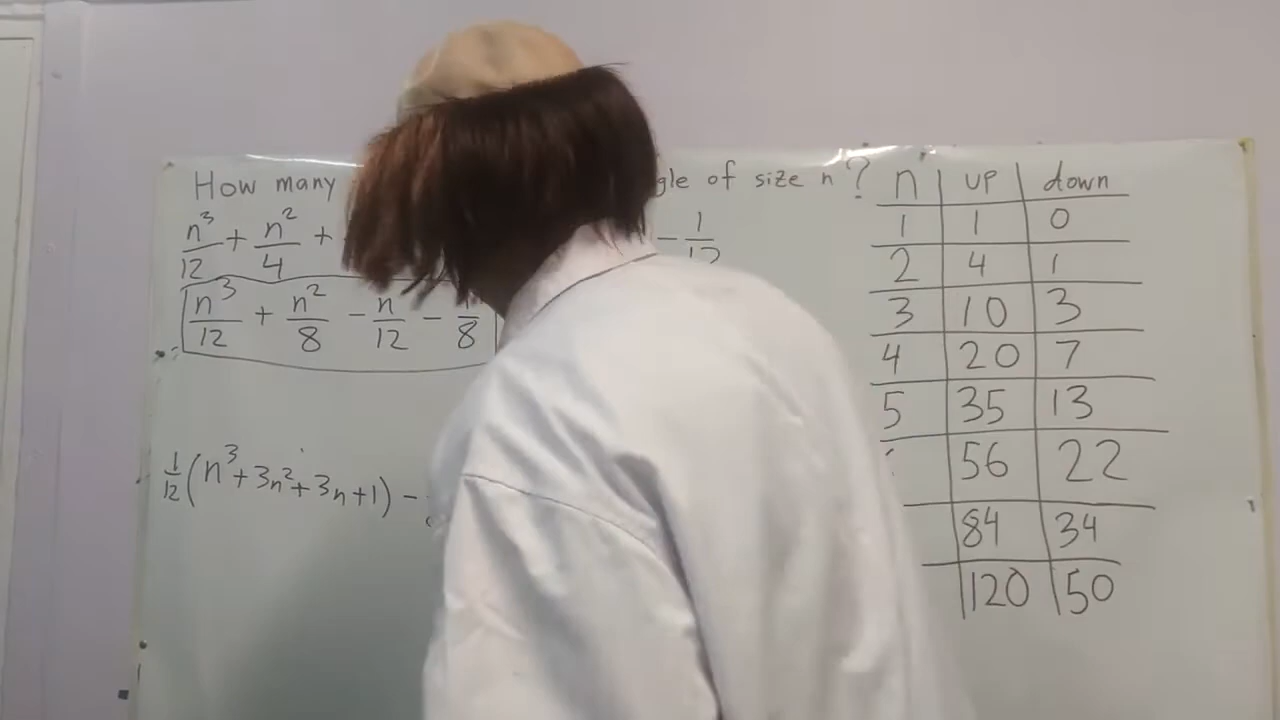 How many gle of size n?
n³/12 + n²/4 + − 1/12
n³/12 + n²/8 − n/12 − /8
1/12 (n³ + 3n² + 3n + 1) −
n up down
1 1 0
2 4 1
3 10 3
4 20 7
5 35 13
56 22
84 34
120 50